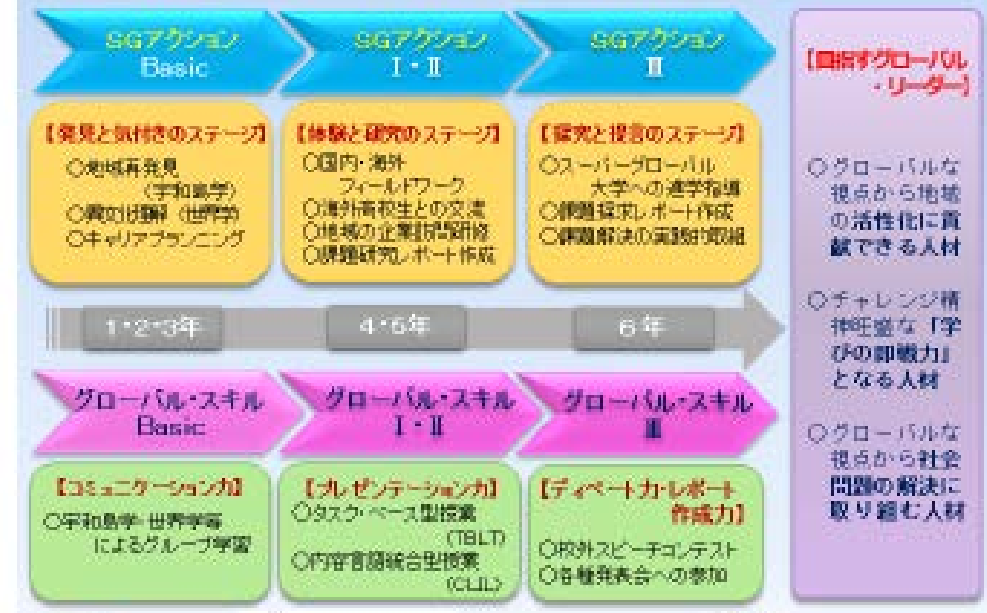 SGアクション
Basic
SGアクション
Ⅰ・Ⅱ
SGアクション
Ⅲ
【目指すグローバル
・リーダー】
【発見と気付きのステージ】
○地域再発見
(宇和島学)
○異文化理解(世界学)
○キャリアプランニング
【体験と研究のステージ】
○国内・海外
フィールドワーク
○海外高校生との交流
○地域の企業訪問研修
○課題研究レポート作成
【探究と提言のステージ】
○スーパーグローバル
大学への進学指導
○課題探求レポート作成
○課題解決の実践的取組
1・2・3年
4・5年
6年
グローバル・スキル
Basic
グローバル・スキル
Ⅰ・Ⅱ
グローバル・スキル
Ⅲ
【コミュニケーション力】
○宇和島学・世界学等
によるグループ学習
【プレゼンテーション力】
○タスク・ベース型授業
(TBLT)
○内容言語統合型授業
(CLIL)
【ディベート力・レポート
作成力】
○校外スピーチコンテスト
○各種発表会への参加
○グローバルな
視点から地域
の活性化に貢
献できる人材
○チャレンジ精
神旺盛な「学
びの即戦力」
となる人材
○グローバルな
視点から社会
問題の解決に
取り組む人材